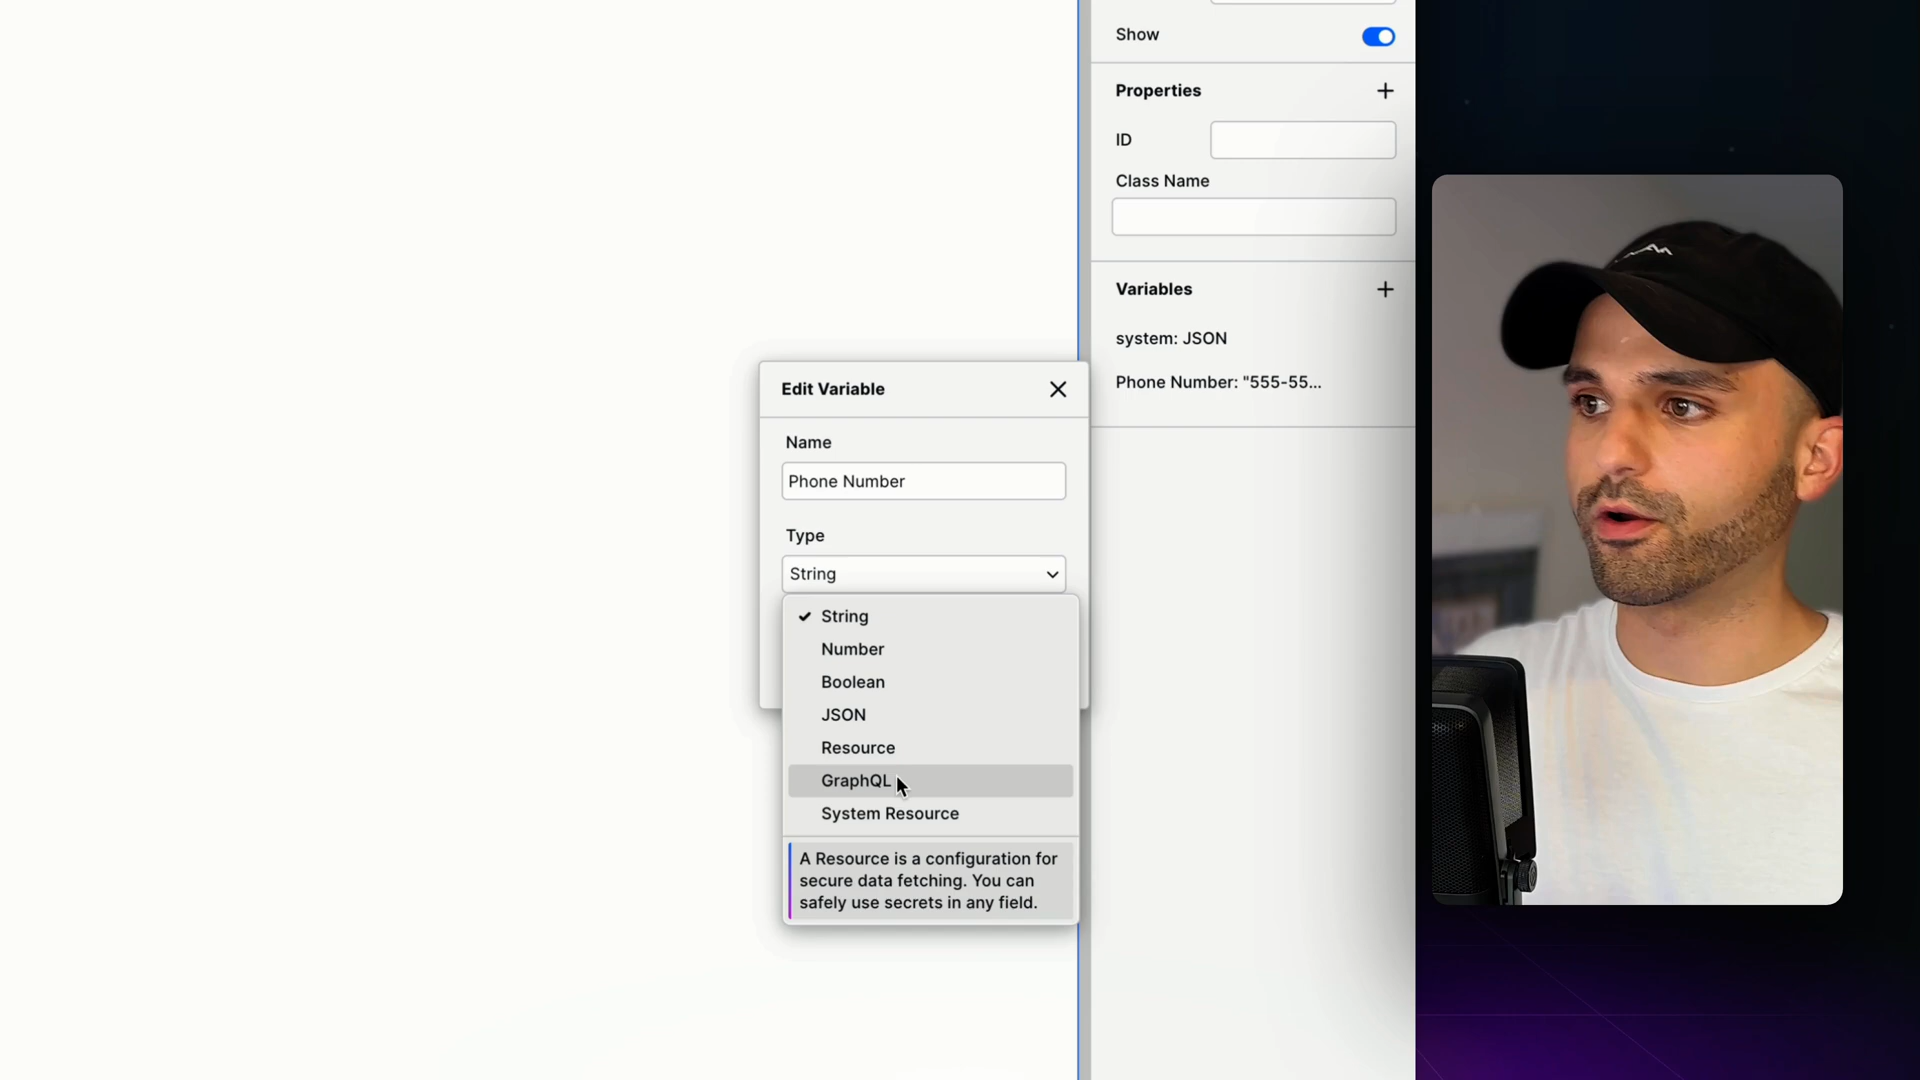 Show
Properties
ID
Class Name
Variables
system: JSON
Phone Number: "555-55...
Edit Variable
Name
Phone Number
Type
String
String
Number
Boolean
JSON
Resource
GraphQL
System Resource
A Resource is a configuration for
secure data fetching. You can
safely use secrets in any field.